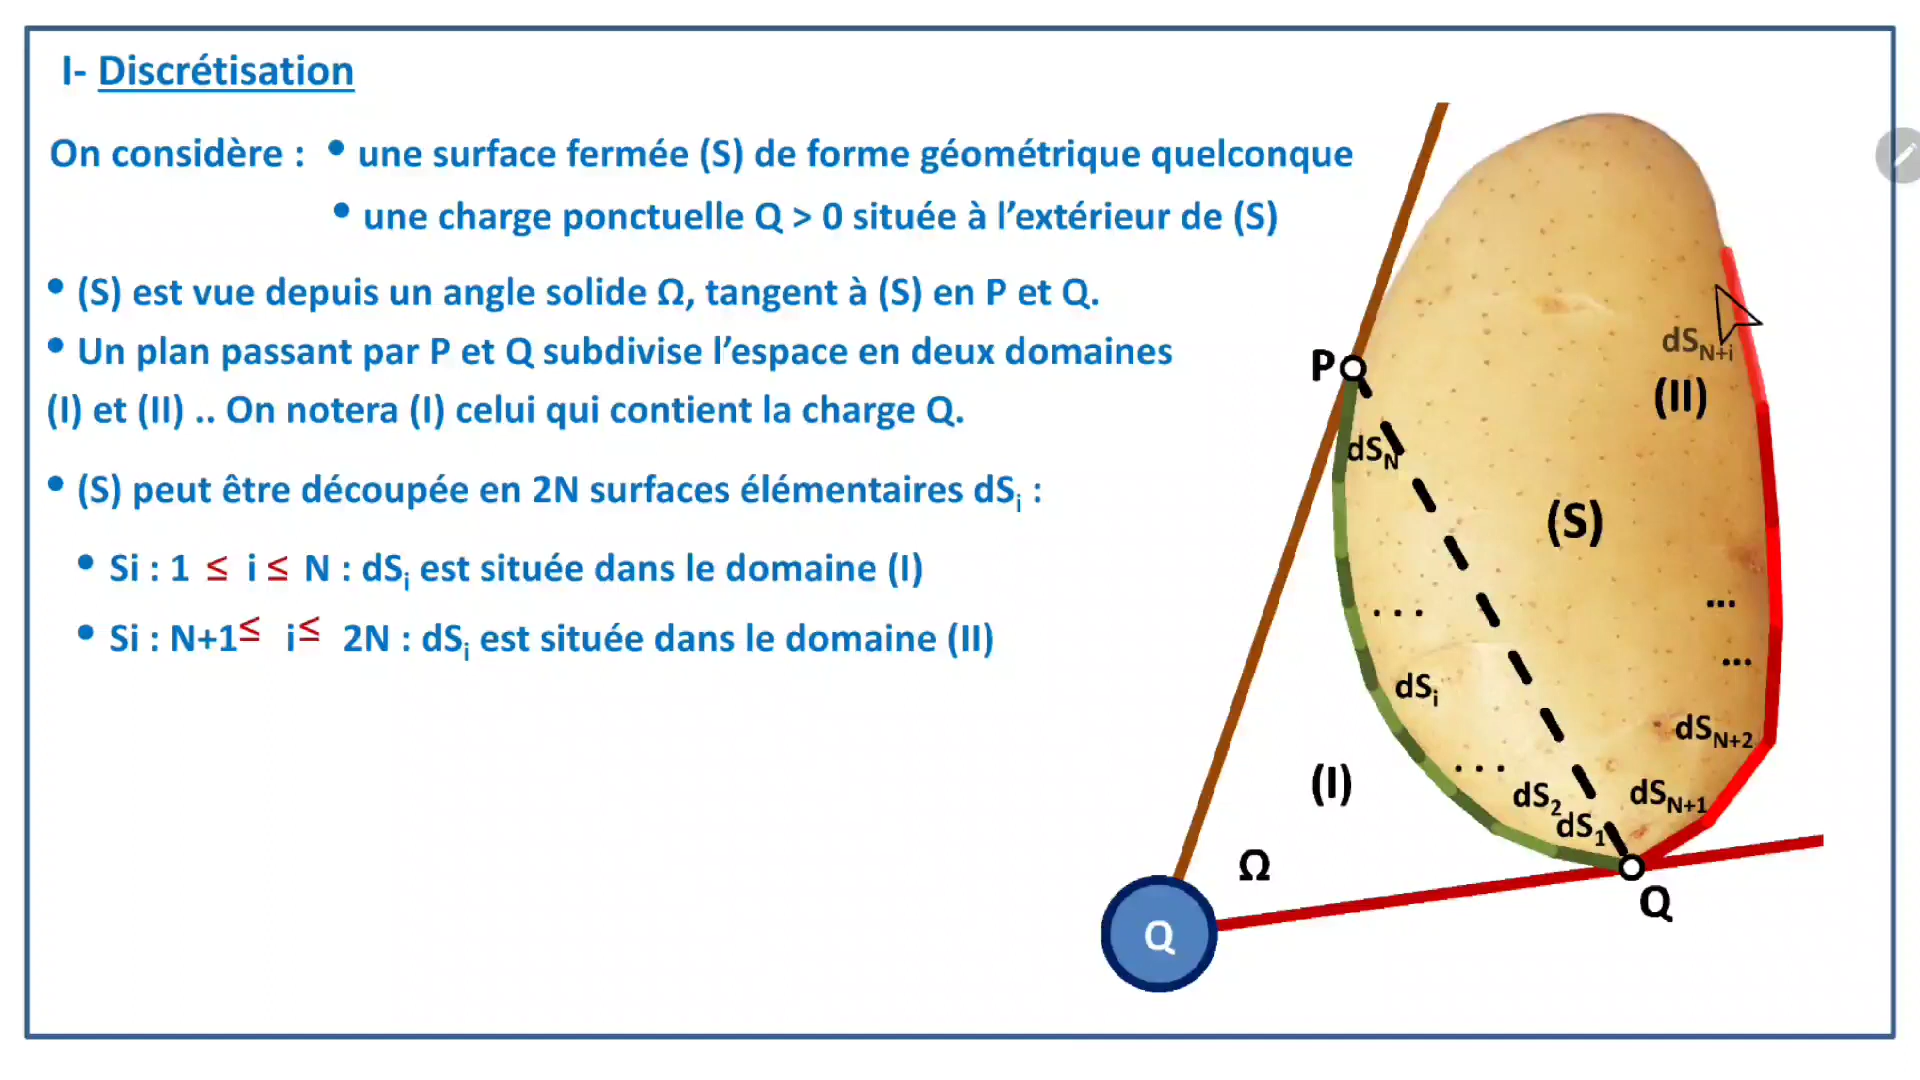 I- Discrétisation
On considère : • une surface fermée (S) de forme géométrique quelconque
• une charge ponctuelle Q > 0 située à l’extérieur de (S)
• (S) est vue depuis un angle solide Ω, tangent à (S) en P et Q.
• Un plan passant par P et Q subdivise l’espace en deux domaines
(I) et (II) .. On notera (I) celui qui contient la charge Q.
• (S) peut être découpée en 2N surfaces élémentaires dSi :
• Si : 1 ≤ i ≤ N : dSi est située dans le domaine (I)
• Si : N+1 ≤ i ≤ 2N : dSi est située dans le domaine (II)
dSN+i
P
(II)
dSN
(S)
...
...
...
dSi
dSN+2
(I)
...
dS2
dSN+1
dS1
Ω
Q
Q